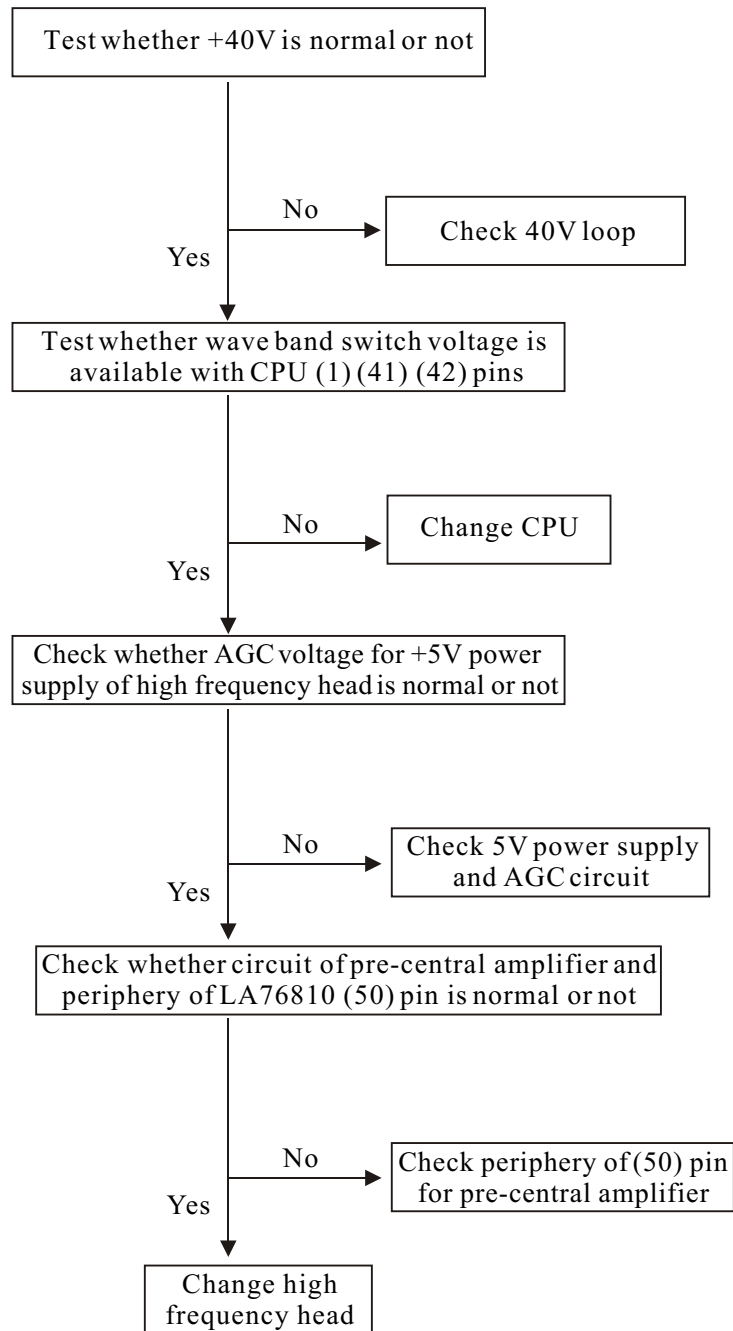 Test whether +40V is normal or not
No
Check 40V loop
Yes
Test whether wave band switch voltage is
available with CPU (1) (41) (42) pins
No
Change CPU
Yes
Check whether AGC voltage for +5V power
supply of high frequency head is normal or not
No
Check 5V power supply
and AGC circuit
Yes
Check whether circuit of pre-central amplifier and
periphery of LA76810 (50) pin is normal or not
No
Check periphery of (50) pin
for pre-central amplifier
Yes
Change high
frequency head